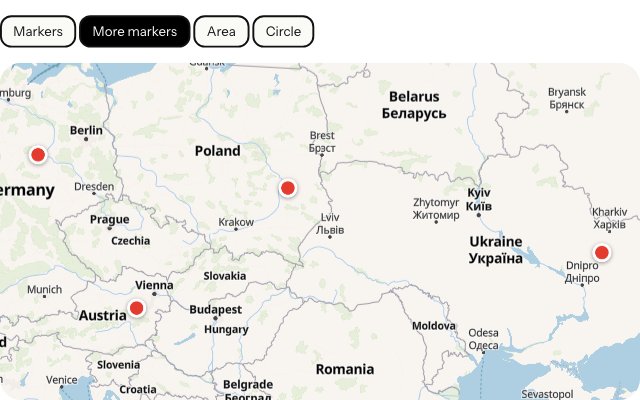 Markers
More markers
Area
Circle
Gdańsk
mburg
Bryansk
Брянск
Belarus
Беларусь
Berlin
Brest
Брэст
Poland
ermany
Dresden
Zhytomyr
Житомир
Kyiv
Київ
Prague
Krakow
Lviv
Львів
Kharkiv
Харків
Czechia
Ukraine
Україна
Slovakia
Dnipro
Дніпро
Munich
Vienna
Austria
Budapest
Hungary
Moldova
Odesa
Одеса
d
Slovenia
Romania
Venice
Croatia
Belgrade
Београд
Sevastopol